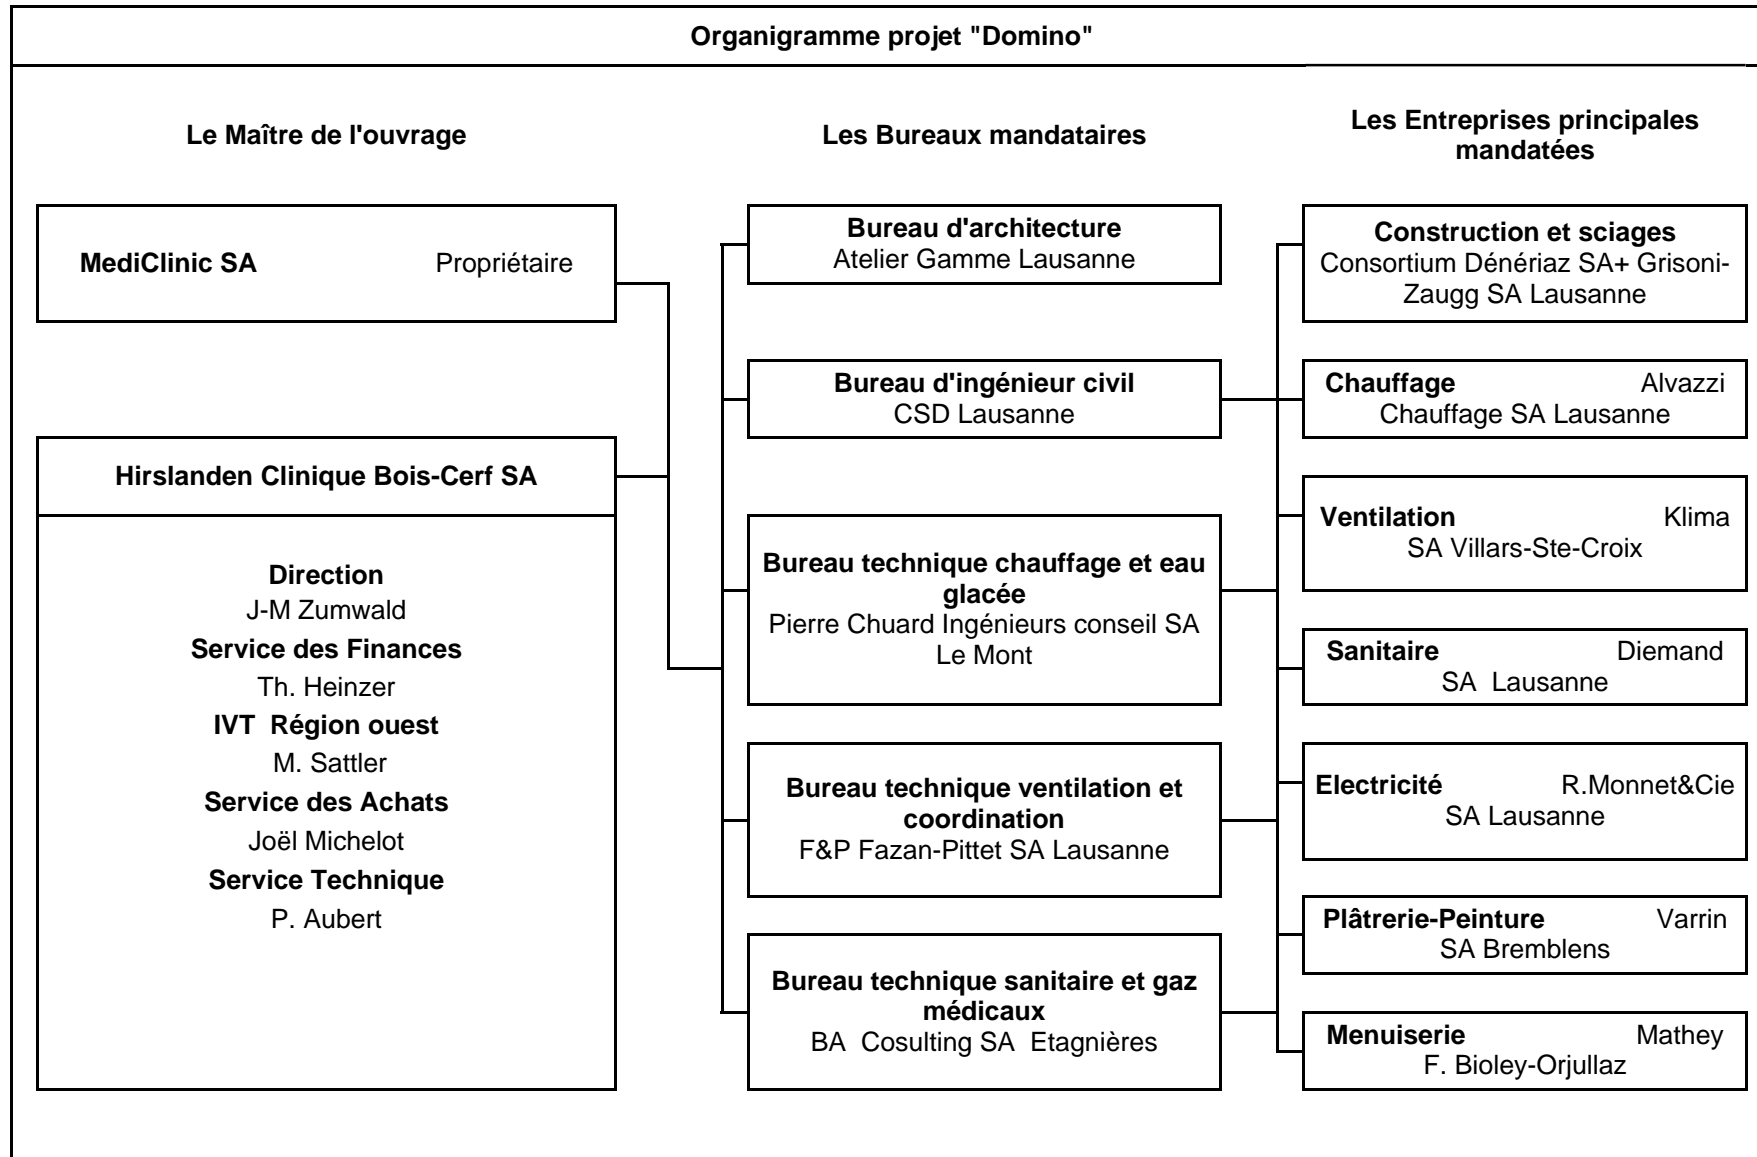 Organigramme projet "Domino"
Le Maître de l'ouvrage
MediClinic SA Propriétaire
Hirslanden Clinique Bois-Cerf SA
Direction
J-M Zumwald
Service des Finances
Th. Heinzer
IVT Région ouest
M. Sattler
Service des Achats
Joël Michelot
Service Technique
P. Aubert
Les Bureaux mandataires
Bureau d'architecture
Atelier Gamme Lausanne
Bureau d'ingénieur civil
CSD Lausanne
Bureau technique chauffage et eau
glacée
Pierre Chuard Ingénieurs conseil SA
Le Mont
Bureau technique ventilation et
coordination
F&P Fazan-Pittet SA Lausanne
Bureau technique sanitaire et gaz
médicaux
BA Cosulting SA Etagnières
Les Entreprises principales
mandatées
Construction et sciages
Consortium Dénériaz SA+ Grisoni-
Zaugg SA Lausanne
Chauffage Alvazzi
Chauffage SA Lausanne
Ventilation Klima
SA Villars-Ste-Croix
Sanitaire Diemand
SA Lausanne
Electricité R.Monnet&Cie
SA Lausanne
Plâtrerie-Peinture Varrin
SA Bremblens
Menuiserie Mathey
F. Bioley-Orjullaz